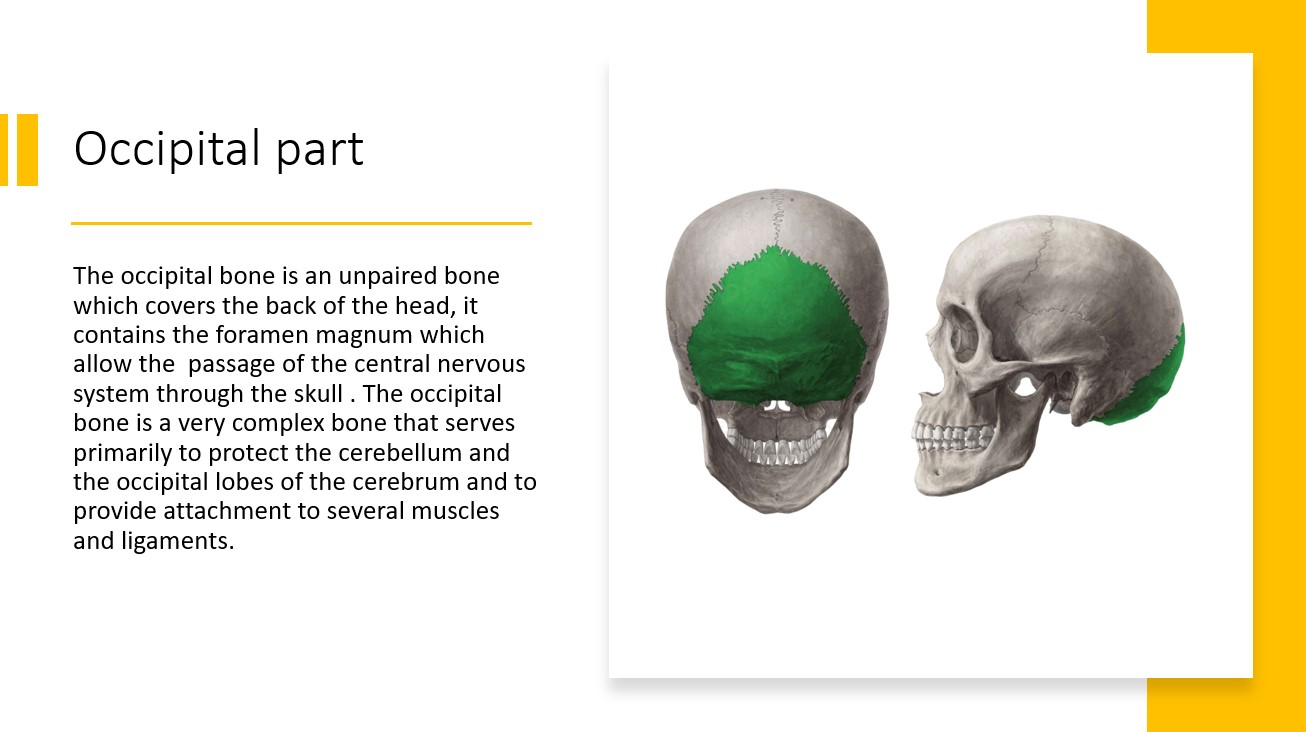 Occipital part
The occipital bone is an unpaired bone
which covers the back of the head, it
contains the foramen magnum which
allow the  passage of the central nervous
system through the skull . The occipital
bone is a very complex bone that serves
primarily to protect the cerebellum and
the occipital lobes of the cerebrum and to
provide attachment to several muscles
and ligaments.